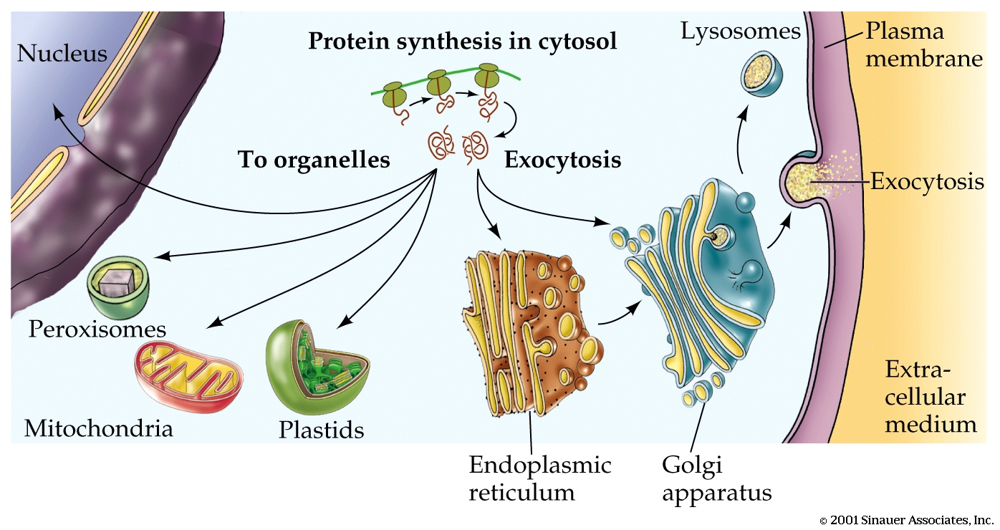 Nucleus
Protein synthesis in cytosol
Lysosomes
Plasma
membrane
To organelles
Exocytosis
Exocytosis
Peroxisomes
Mitochondria
Plastids
Extra-
cellular
medium
Endoplasmic
reticulum
Golgi
apparatus
© 2001 Sinauer Associates, Inc.